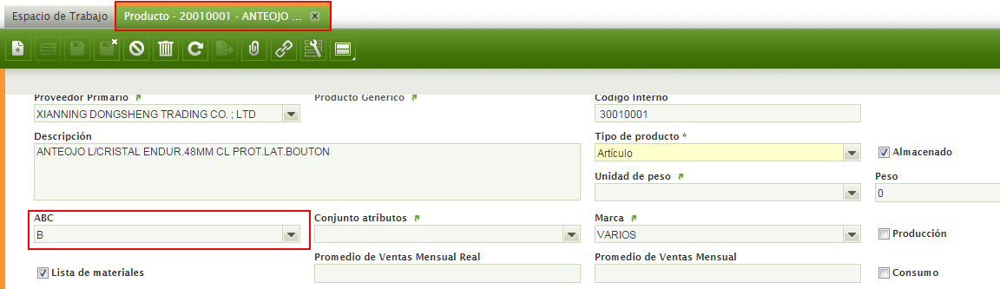 Espacio de Trabajo
Producto - 20010001 - ANTEOJO ...
Proveedor Primario
Producto Generico
Codigo Interno
XIANNING DONGSHENG TRADING CO. ; LTD
30010001
Descripción
Tipo de producto *
ANTEOJO L/CRISTAL ENDUR.48MM CL PROT.LAT.BOUTON
Artículo
Almacenado
Unidad de peso
Peso
0
ABC
Conjunto atributos
Marca
B
VARIOS
Producción
Promedio de Ventas Mensual Real
Promedio de Ventas Mensual
Lista de materiales
Consumo